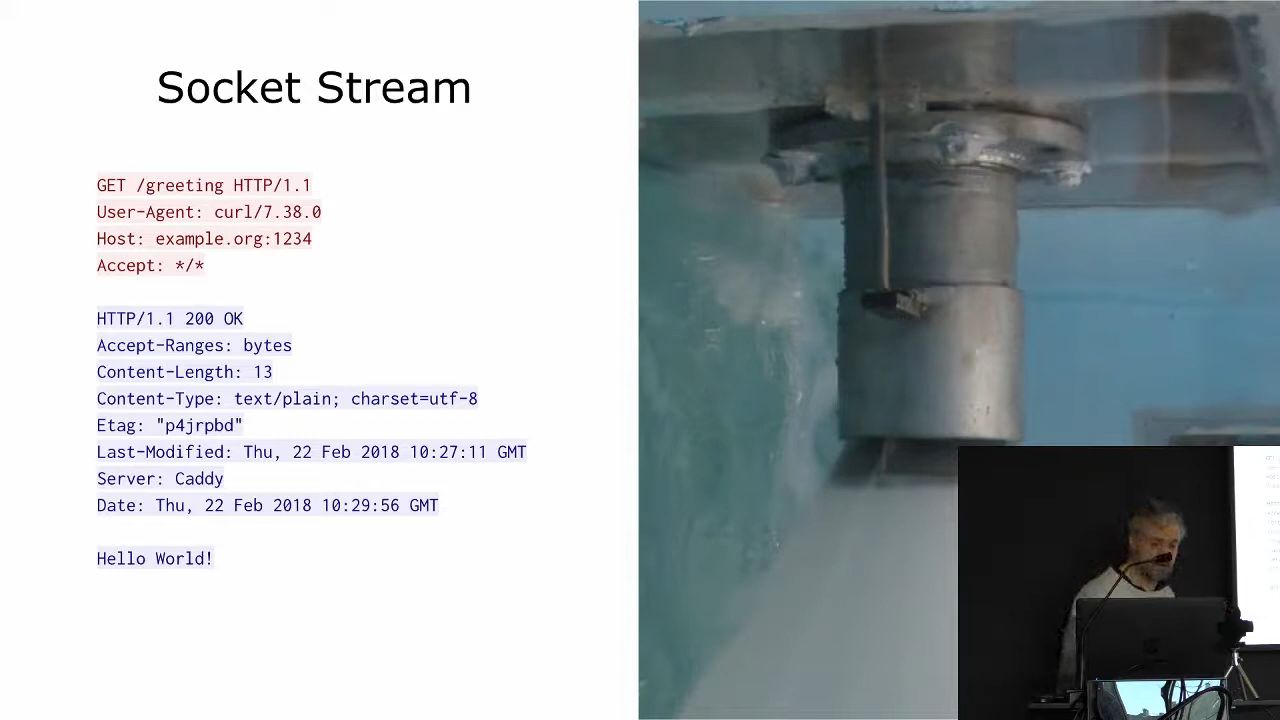 Socket Stream
GET /greeting HTTP/1.1
User-Agent: curl/7.38.0
Host: example.org:1234
Accept: */*
HTTP/1.1 200 OK
Accept-Ranges: bytes
Content-Length: 13
Content-Type: text/plain; charset=utf-8
Etag: "p4jrpbd"
Last-Modified: Thu, 22 Feb 2018 10:27:11 GMT
Server: Caddy
Date: Thu, 22 Feb 2018 10:29:56 GMT
Hello World!